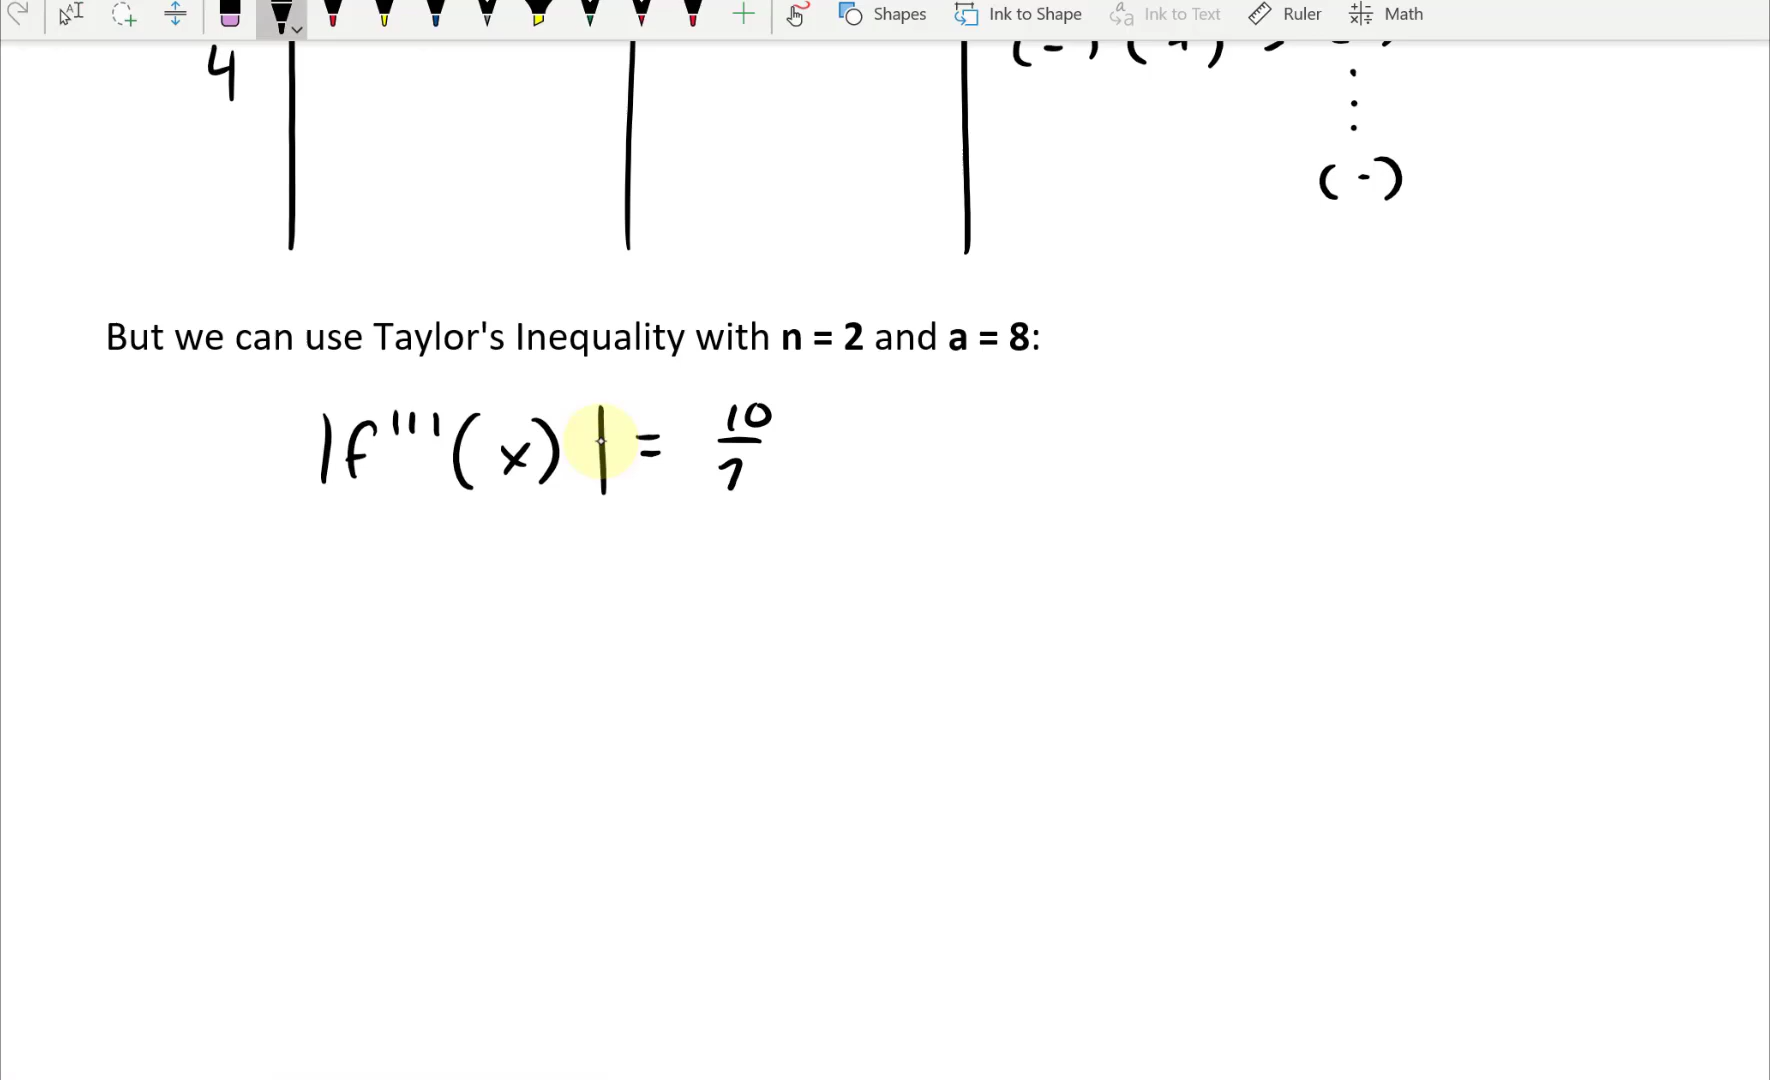 Shapes Ink to Shape Ink to Text Ruler Math
4 (-) (
(-)
But we can use Taylor's Inequality with n = 2 and a = 8:
|f'''(x)| = 10/7